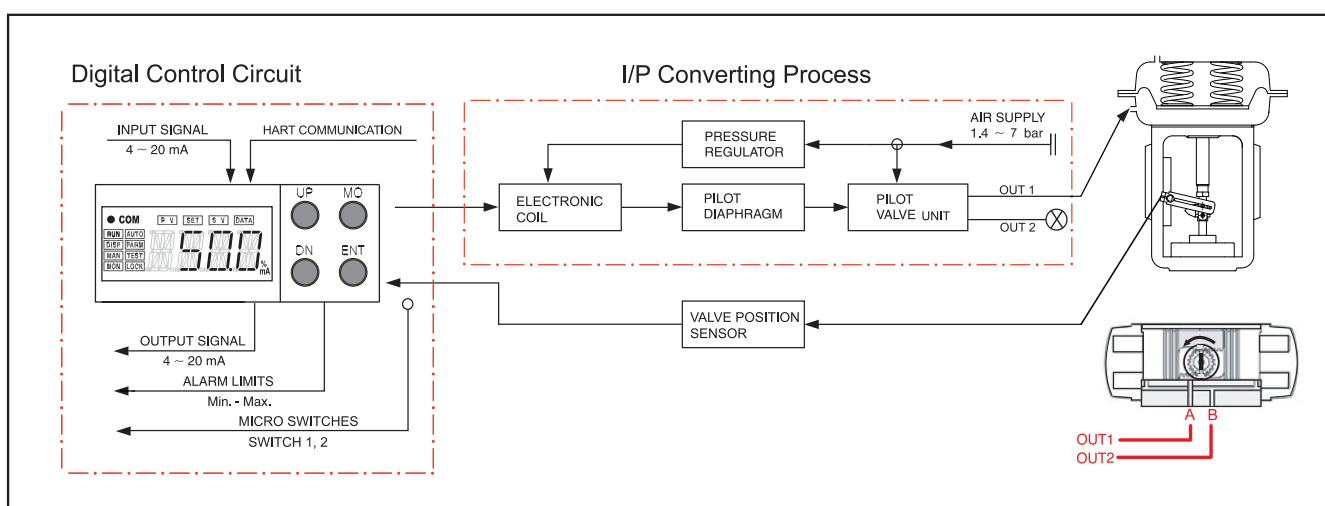 Digital Control Circuit
I/P Converting Process
INPUT SIGNAL
4 ~ 20 mA
HART COMMUNICATION
COM
P V SET S V DATA
RUN AUTO
DISP PARM
MAN TEST
MON LOCK
50.0
%
mA
UP MO
DN ENT
OUTPUT SIGNAL
4 ~ 20 mA
ALARM LIMITS
Min. - Max.
MICRO SWITCHES
SWITCH 1, 2
PRESSURE
REGULATOR
AIR SUPPLY
1.4 ~ 7 bar
ELECTRONIC
COIL
PILOT
DIAPHRAGM
PILOT
VALVE UNIT
OUT 1
OUT 2
VALVE POSITION
SENSOR
A B
OUT1
OUT2